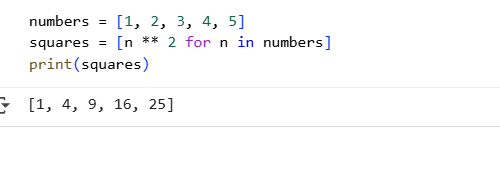 numbers = [1, 2, 3, 4, 5]
squares = [n ** 2 for n in numbers]
print(squares)
[1, 4, 9, 16, 25]